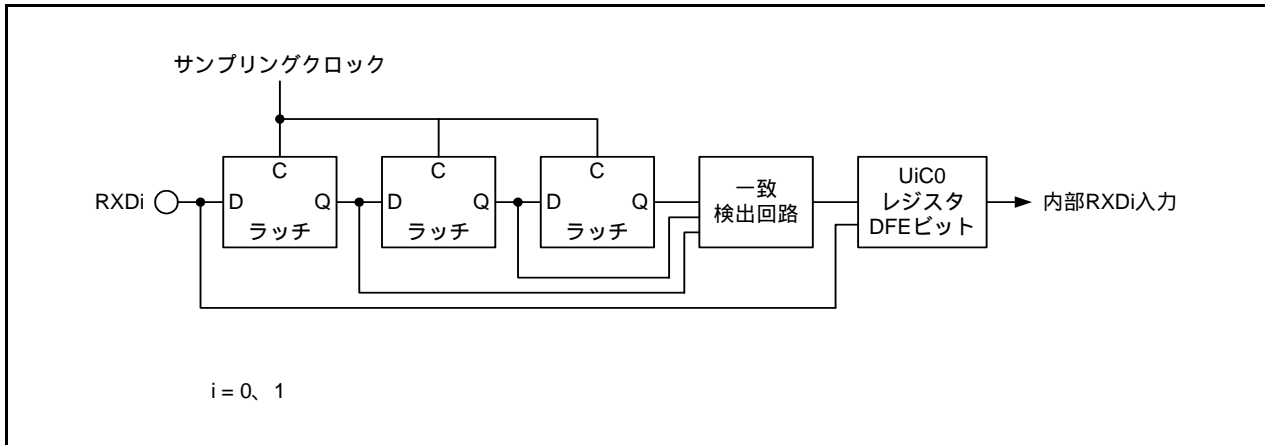 サンプリングクロック
C
C
C
RXDi
D
Q
D
Q
D
Q
ラッチ
ラッチ
ラッチ
一致
検出回路
UiC0
レジスタ
DFEビット
内部RXDi入力
i = 0、 1